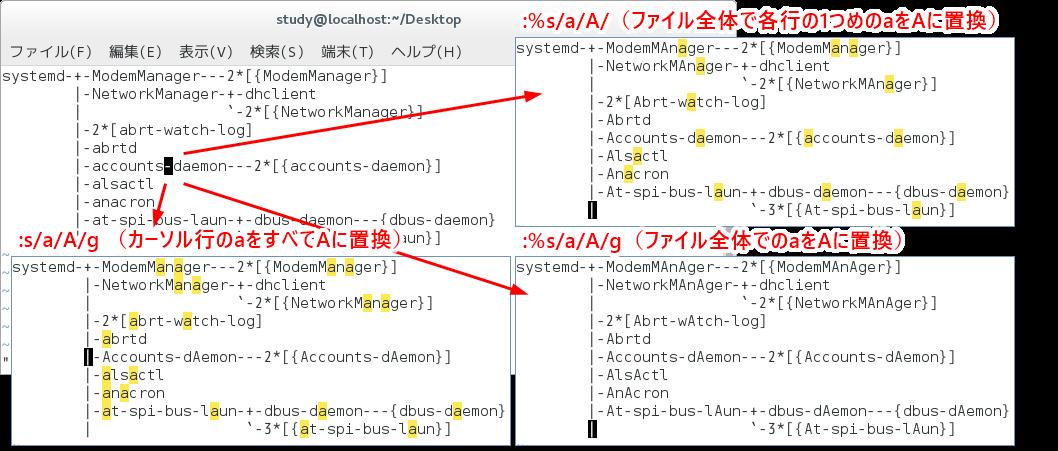 study@localhost:~/Desktop
ファイル(F) 編集(E) 表示(V) 検索(S) 端末(T) ヘルプ(H)
systemd-+-ModemManager---2*[{ModemManager}]
|-NetworkManager-+-dhclient
| `-2*[{NetworkManager}]
|-2*[abrt-watch-log]
|-abrtd
|-accounts-daemon---2*[{accounts-daemon}]
|-alsactl
|-anacron
|-at-spi-bus-laun-+-dbus-daemon---{dbus-daemon}
aun}]
~
~
~
~
~
"
:%s/a/A/（ファイル全体で各行の1つめのaをAに置換）
systemd-+-ModemMAnager---2*[{ModemManager}]
|-NetworkMAnager-+-dhclient
| `-2*[{NetworkMAnager}]
|-2*[Abrt-watch-log]
|-Abrtd
|-Accounts-daemon---2*[{accounts-daemon}]
|-Alsactl
|-Anacron
|-At-spi-bus-laun-+-dbus-daemon---{dbus-daemon}
| `-3*[{At-spi-bus-laun}]
:s/a/A/g （カーソル行のaをすべてAに置換）
systemd-+-ModemManager---2*[{ModemManager}]
|-NetworkManager-+-dhclient
| `-2*[{NetworkManager}]
|-2*[abrt-watch-log]
|-abrtd
|-Accounts-dAemon---2*[{Accounts-dAemon}]
|-alsactl
|-anacron
|-at-spi-bus-laun-+-dbus-daemon---{dbus-daemon}
| `-3*[{at-spi-bus-laun}]
:%s/a/A/g （ファイル全体でのaをAに置換）
systemd-+-ModemMAnAger---2*[{ModemMAnAger}]
|-NetworkMAnAger-+-dhclient
| `-2*[{NetworkMAnAger}]
|-2*[Abrt-wAtch-log]
|-Abrtd
|-Accounts-dAemon---2*[{Accounts-dAemon}]
|-AlsActl
|-AnAcron
|-At-spi-bus-lAun-+-dbus-dAemon---{dbus-dAemon}
| `-3*[{At-spi-bus-lAun}]